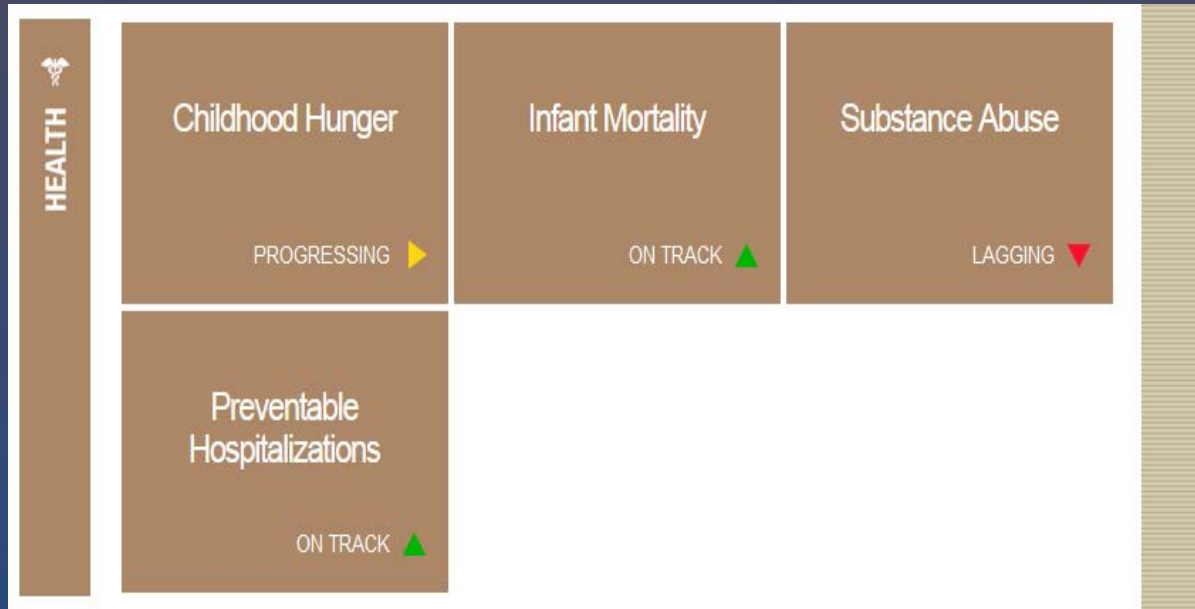 HEALTH
Childhood Hunger
PROGRESSING
Infant Mortality
ON TRACK
Substance Abuse
LAGGING
Preventable
Hospitalizations
ON TRACK